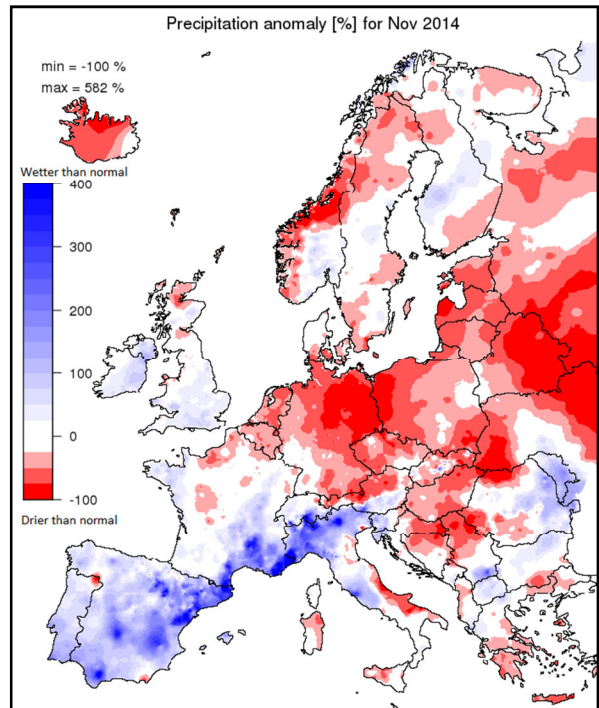 Precipitation anomaly [%] for Nov 2014
min = -100 %
max = 582 %
Wetter than normal
400
300
200
100
0
-100
Drier than normal